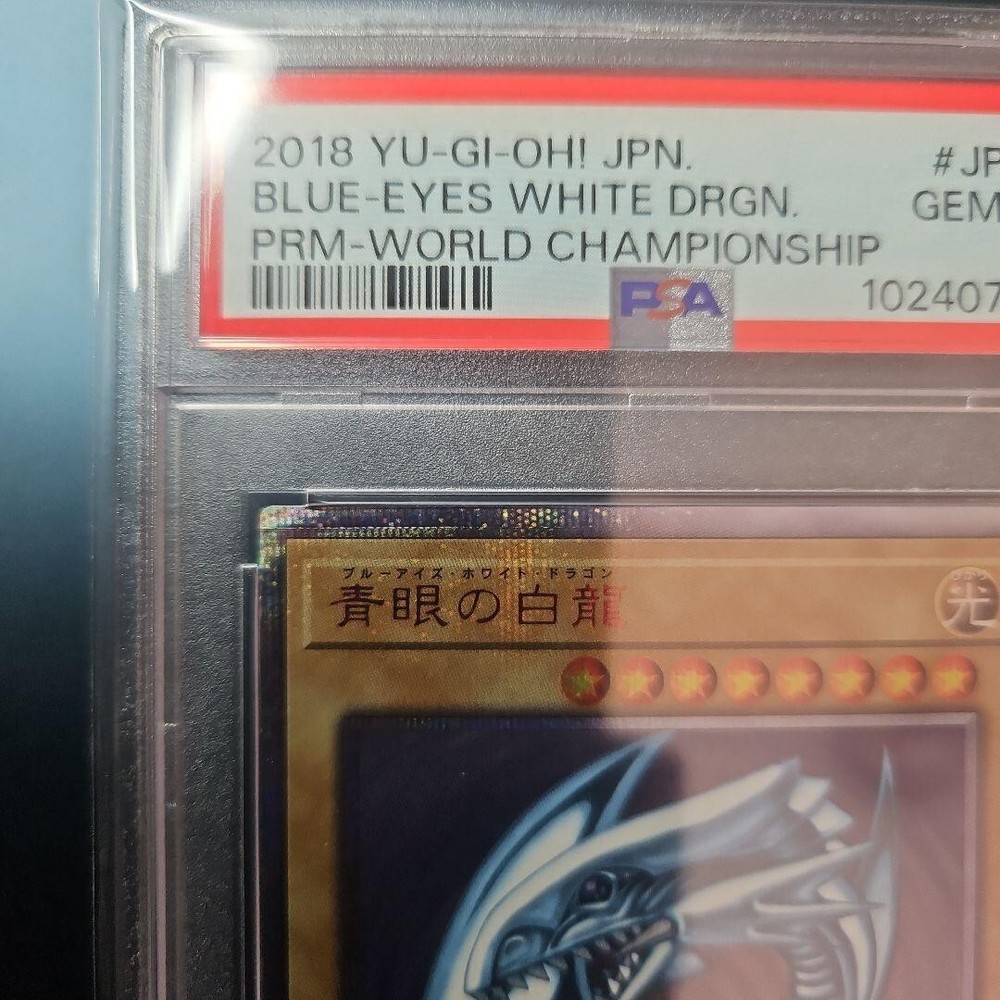 2018 YU-GI-OH! JPN. #JP
BLUE-EYES WHITE DRGN. GEM
PRM-WORLD CHAMPIONSHIP
PSA 102407
ブルーアイズ・ホワイト・ドラゴン
青眼の白龍 光